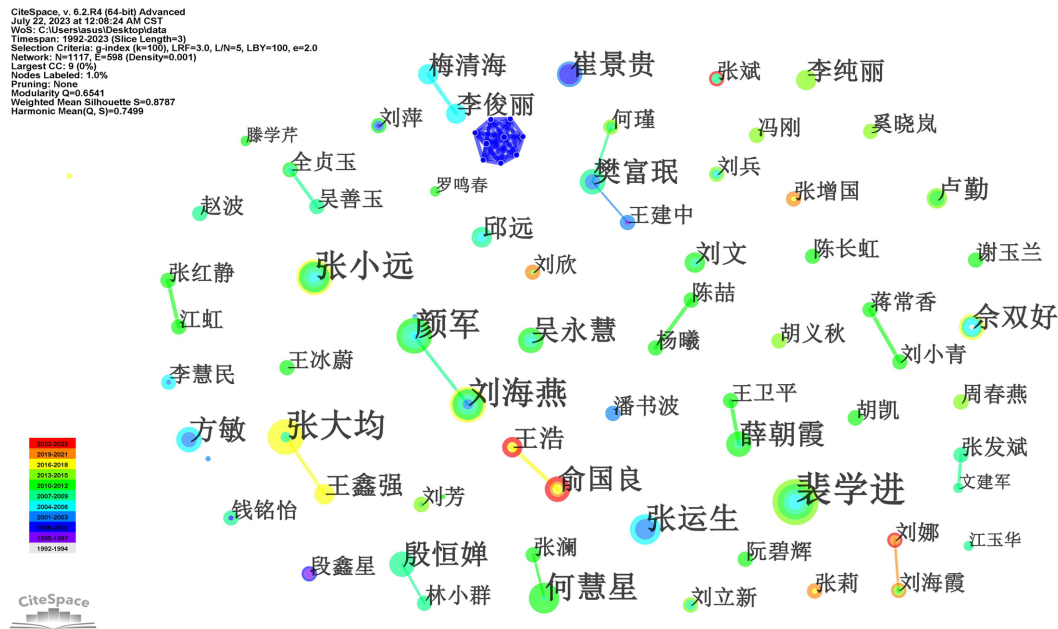 CiteSpace, v. 6.2.R4 (64-bit) Advanced
July 22, 2023 at 12:08:24 AM CST
WoS: C:\Users\asus\Desktop\data
Timespan: 1992-2023 (Slice Length=3)
Selection Criteria: g-index (k=100), LRF=3.0, L/N=5, LBY=100, e=2.0
Network: N=1117, E=598 (Density=0.001)
Largest CC: 9 (0%)
Nodes Labeled: 1.0%
Pruning: None
Modularity Q=0.6541
Weighted Mean Silhouette S=0.8787
Harmonic Mean(Q, S)=0.7499
梅清海
崔景贵
张斌
李纯丽
李俊丽
刘萍
何瑾
冯刚
奚晓岚
滕学芹
全贞玉
樊富珉
刘兵
罗鸣春
张增国
卢勤
吴善玉
赵波
王建中
邱远
张小远
刘欣
刘文
陈长虹
谢玉兰
张红静
陈喆
蒋常香
佘双好
江虹
颜军
吴永慧
杨曦
胡义秋
刘小青
王冰蔚
李慧民
刘海燕
潘书波
王卫平
胡凯
周春燕
方敏
张大均
王浩
薛朝霞
张发斌
王鑫强
俞国良
裴学进
文建军
刘芳
钱铭怡
张运生
刘娜
江玉华
段鑫星
殷恒婵
张澜
阮碧辉
林小群
何慧星
刘立新
张莉
刘海霞
2022-2023
2019-2021
2016-2018
2013-2015
2010-2012
2007-2009
2004-2006
2001-2003
1998-2000
1995-1997
1992-1994
CiteSpace